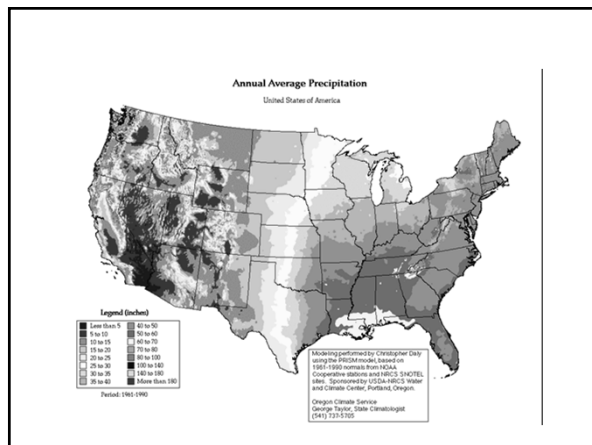 Annual Average Precipitation
United States of America
Legend (inches)
Less than 5
5 to 10
10 to 15
15 to 20
20 to 25
25 to 30
30 to 35
35 to 40
40 to 50
50 to 60
60 to 70
70 to 80
80 to 100
100 to 140
140 to 180
More than 180
Period: 1961-1990
Modeling performed by Christopher Daly
using the PRISM model, based on
1961-1990 normals from NOAA
Cooperative stations and NRCS SNOTEL
sites. Sponsored by USDA-NRCS Water
and Climate Center, Portland, Oregon.
Oregon Climate Service
George Taylor, State Climatologist
(541) 737-5705